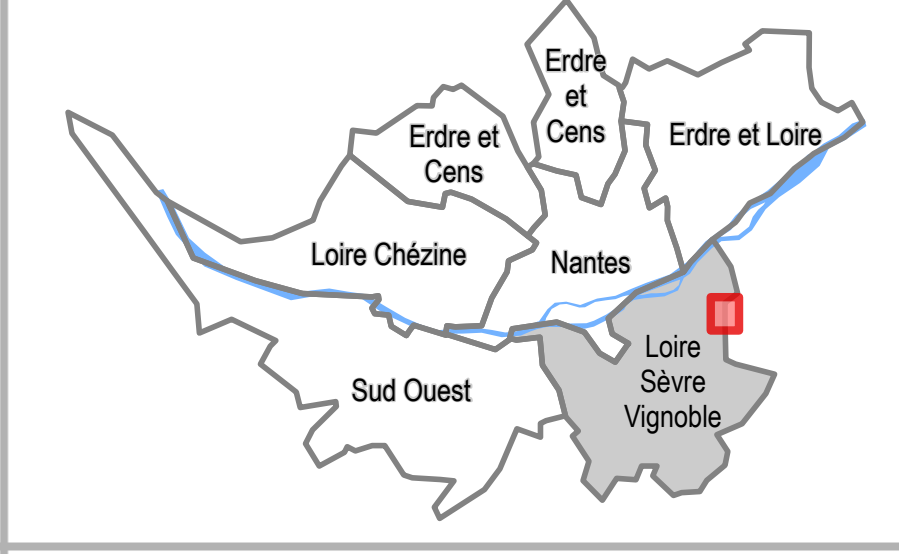 Erdre
et
Cens
Erdre et
Cens
Erdre et Loire
Loire Chézine
Nantes
Loire
Sèvre
Vignoble
Sud Ouest